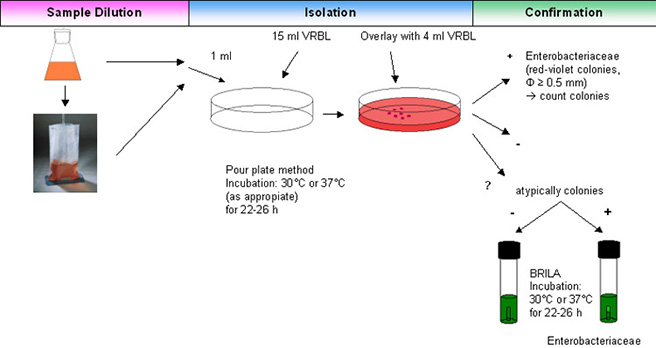 Sample Dilution
Isolation
Confirmation
1 ml
15 ml VRBL
Overlay with 4 ml VRBL
Pour plate method
Incubation: 30°C or 37°C
(as appropiate)
for 22-26 h
+ Enterobacteriaceae
(red-violet colonies,
Φ ≥ 0.5 mm)
→ count colonies
-
?
atypically colonies
- +
BRILA
Incubation:
30°C or 37°C
for 22-26 h
Enterobacteriaceae